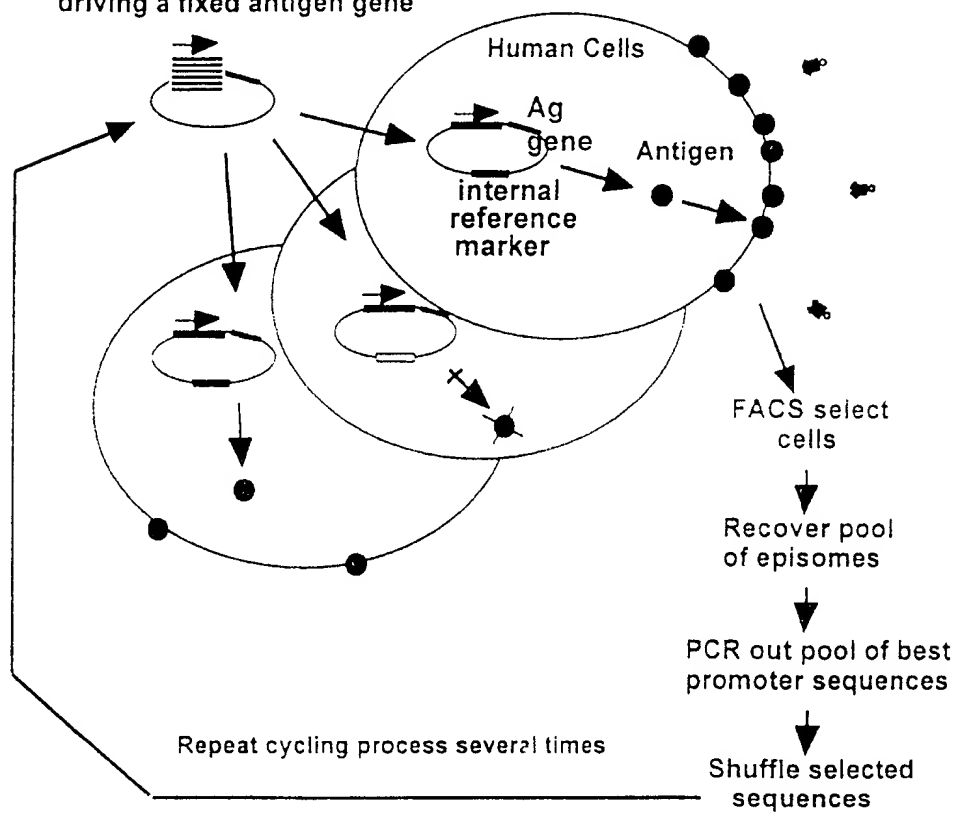 driving a fixed antigen gene
Human Cells
Ag
gene
Antigen
internal
reference
marker
FACS select
cells
Recover pool
of episomes
PCR out pool of best
promoter sequences
Shuffle selected
sequences
Repeat cycling process several times